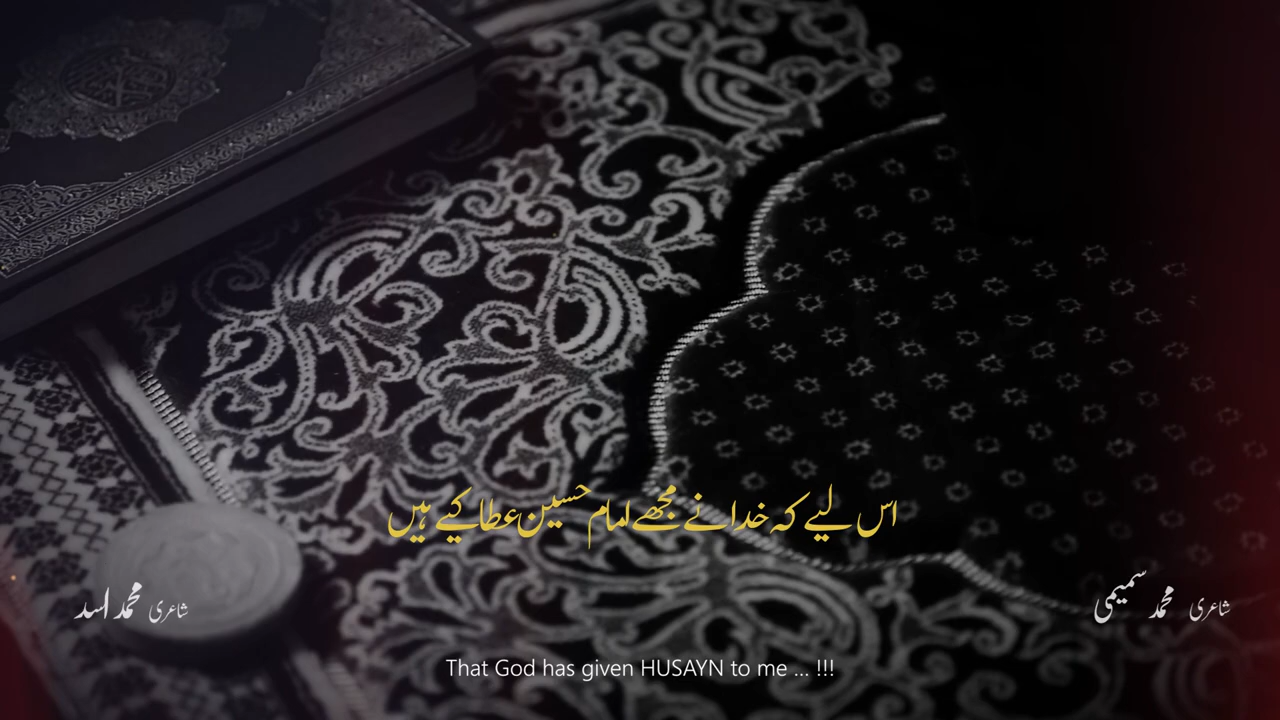 اس لیے کہ خدا نے مجھے امام حسین عطا کیے ہیں
شاعری محمد سمیمی
شاعری محمد اسد
That God has given HUSAYN to me ... !!!